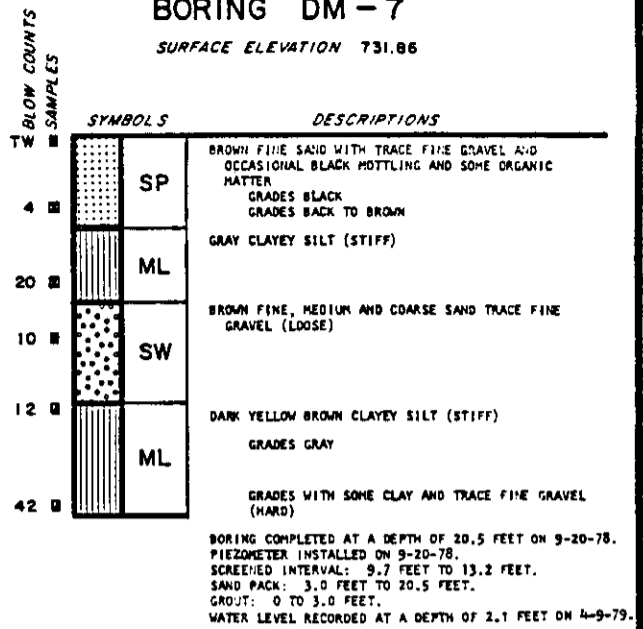 BORING DM-7
SURFACE ELEVATION 731.86
BLOW COUNTS
SAMPLES
SYMBOLS DESCRIPTIONS
TW
BROWN FINE SAND WITH TRACE FINE GRAVEL AND
OCCASIONAL BLACK MOTTLING AND SOME ORGANIC
MATTER
SP
GRADES BLACK
4
GRADES BACK TO BROWN
GRAY CLAYEY SILT (STIFF)
ML
20
BROWN FINE, MEDIUM AND COARSE SAND TRACE FINE
GRAVEL (LOOSE)
10
SW
12
DARK YELLOW BROWN CLAYEY SILT (STIFF)
GRADES GRAY
ML
GRADES WITH SOME CLAY AND TRACE FINE GRAVEL
(HARD)
42
BORING COMPLETED AT A DEPTH OF 20.5 FEET ON 9-20-78.
PIEZOMETER INSTALLED ON 9-20-78.
SCREENED INTERVAL: 9.7 FEET TO 13.2 FEET.
SAND PACK: 3.0 FEET TO 20.5 FEET.
GROUT: 0 TO 3.0 FEET.
WATER LEVEL RECORDED AT A DEPTH OF 2.1 FEET ON 4-9-79.